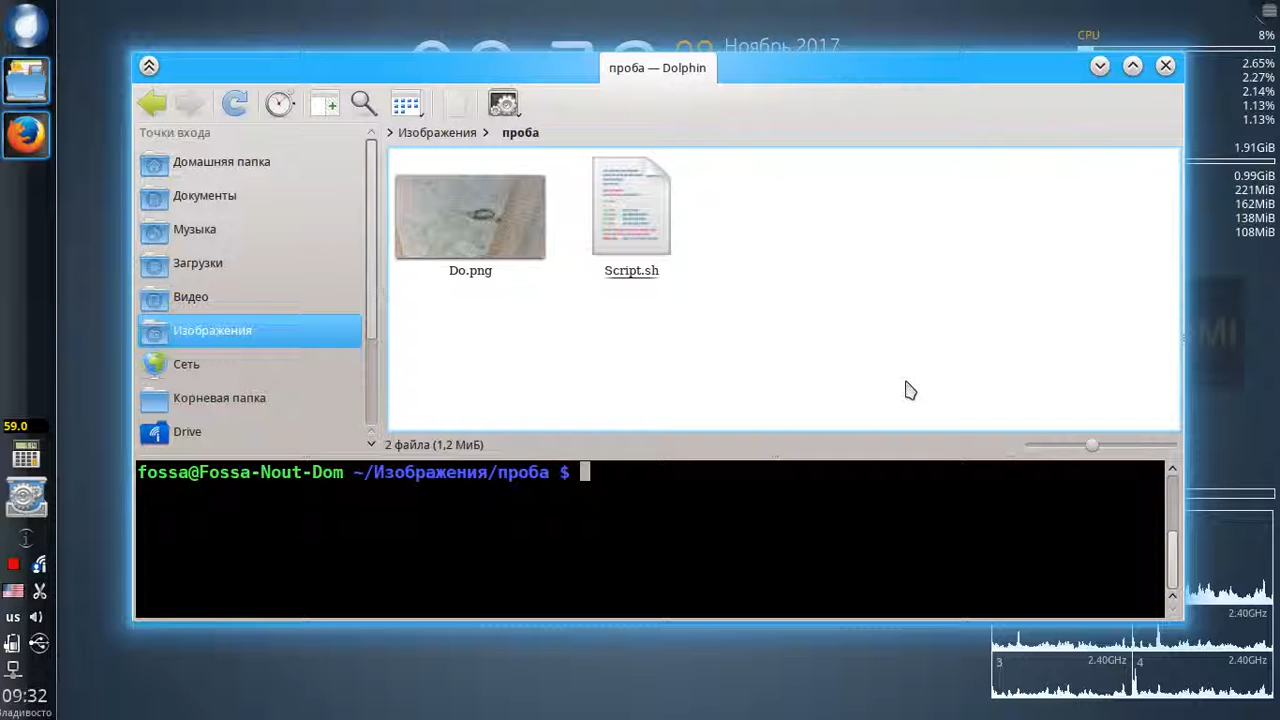 Ноябрь 2017
CPU 8%
проба — Dolphin
2.65%
2.27%
2.14%
1.13%
1.13%
1.91GiB
0.99GiB
221MiB
162MiB
138MiB
108MiB
Точки входа
Домашняя папка
Документы
Музыка
Загрузки
Видео
Изображения
Сеть
Корневая папка
Drive
Изображения проба
Do.png
Script.sh
2 файла (1,2 МиБ)
fossa@Fossa-Nout-Dom ~/Изображения/проба $
59.0
us
09:32
2.40GHz
3 2.40GHz
4 2.40GHz